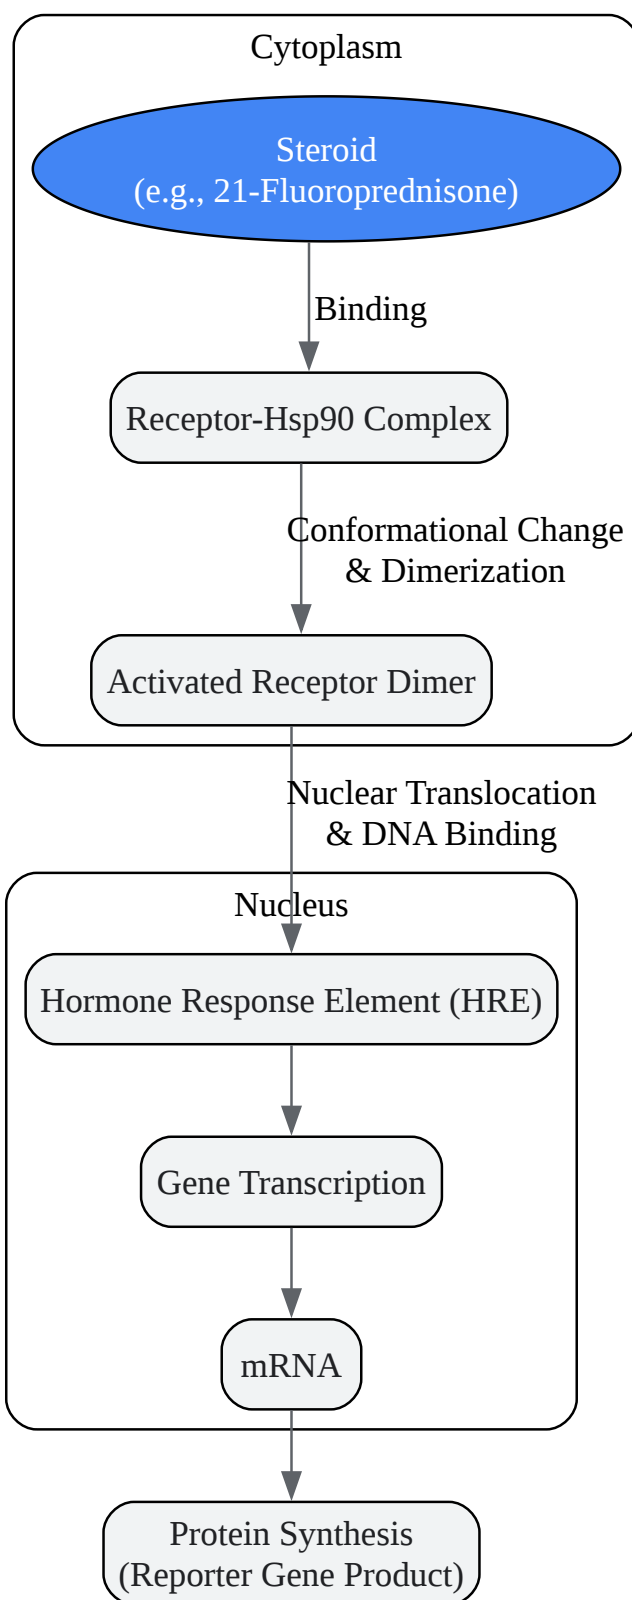 Cytoplasm
Steroid
(e.g., 21-Fluoroprednisone)
Binding
Receptor-Hsp90 Complex
Conformational Change
& Dimerization
Activated Receptor Dimer
Nuclear Translocation
& DNA Binding
Nucleus
Hormone Response Element (HRE)
Gene Transcription
mRNA
Protein Synthesis
(Reporter Gene Product)